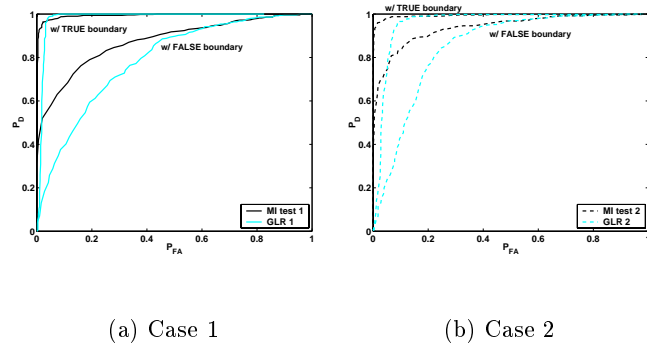 w/ TRUE boundary
w/ FALSE boundary
P_D
1
0.8
0.6
0.4
0.2
0
0
0.2
0.4
0.6
0.8
1
P_FA
MI test 1
GLR 1
(a) Case 1
w/ TRUE boundary
w/ FALSE boundary
P_D
1
0.8
0.6
0.4
0.2
0
0
0.2
0.4
0.6
0.8
1
P_FA
MI test 2
GLR 2
(b) Case 2